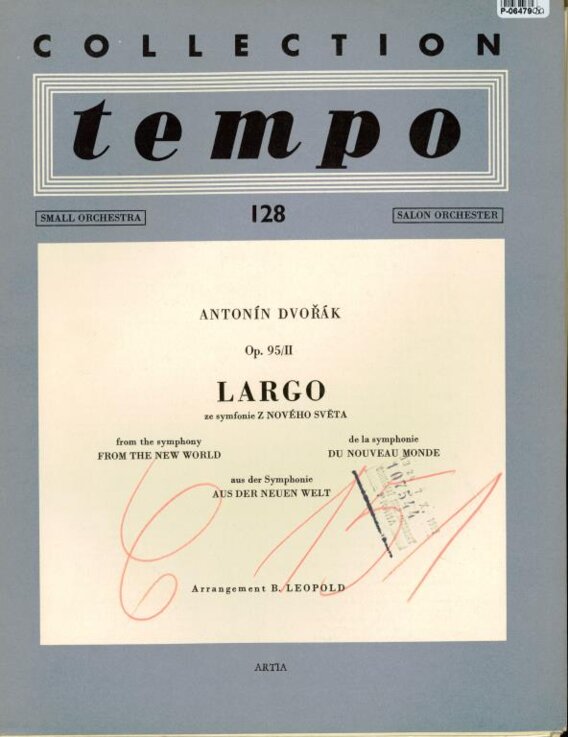 P-06479
COLLECTION
tempo
SMALL ORCHESTRA
128
SALON ORCHESTER
ANTONÍN DVOŘÁK
Op. 95/II
LARGO
ze symfonie Z NOVÉHO SVĚTA
from the symphony
FROM THE NEW WORLD
de la symphonie
DU NOUVEAU MONDE
aus der Symphonie
AUS DER NEUEN WELT
107544
Arrangement B. LEOPOLD
ARTIA